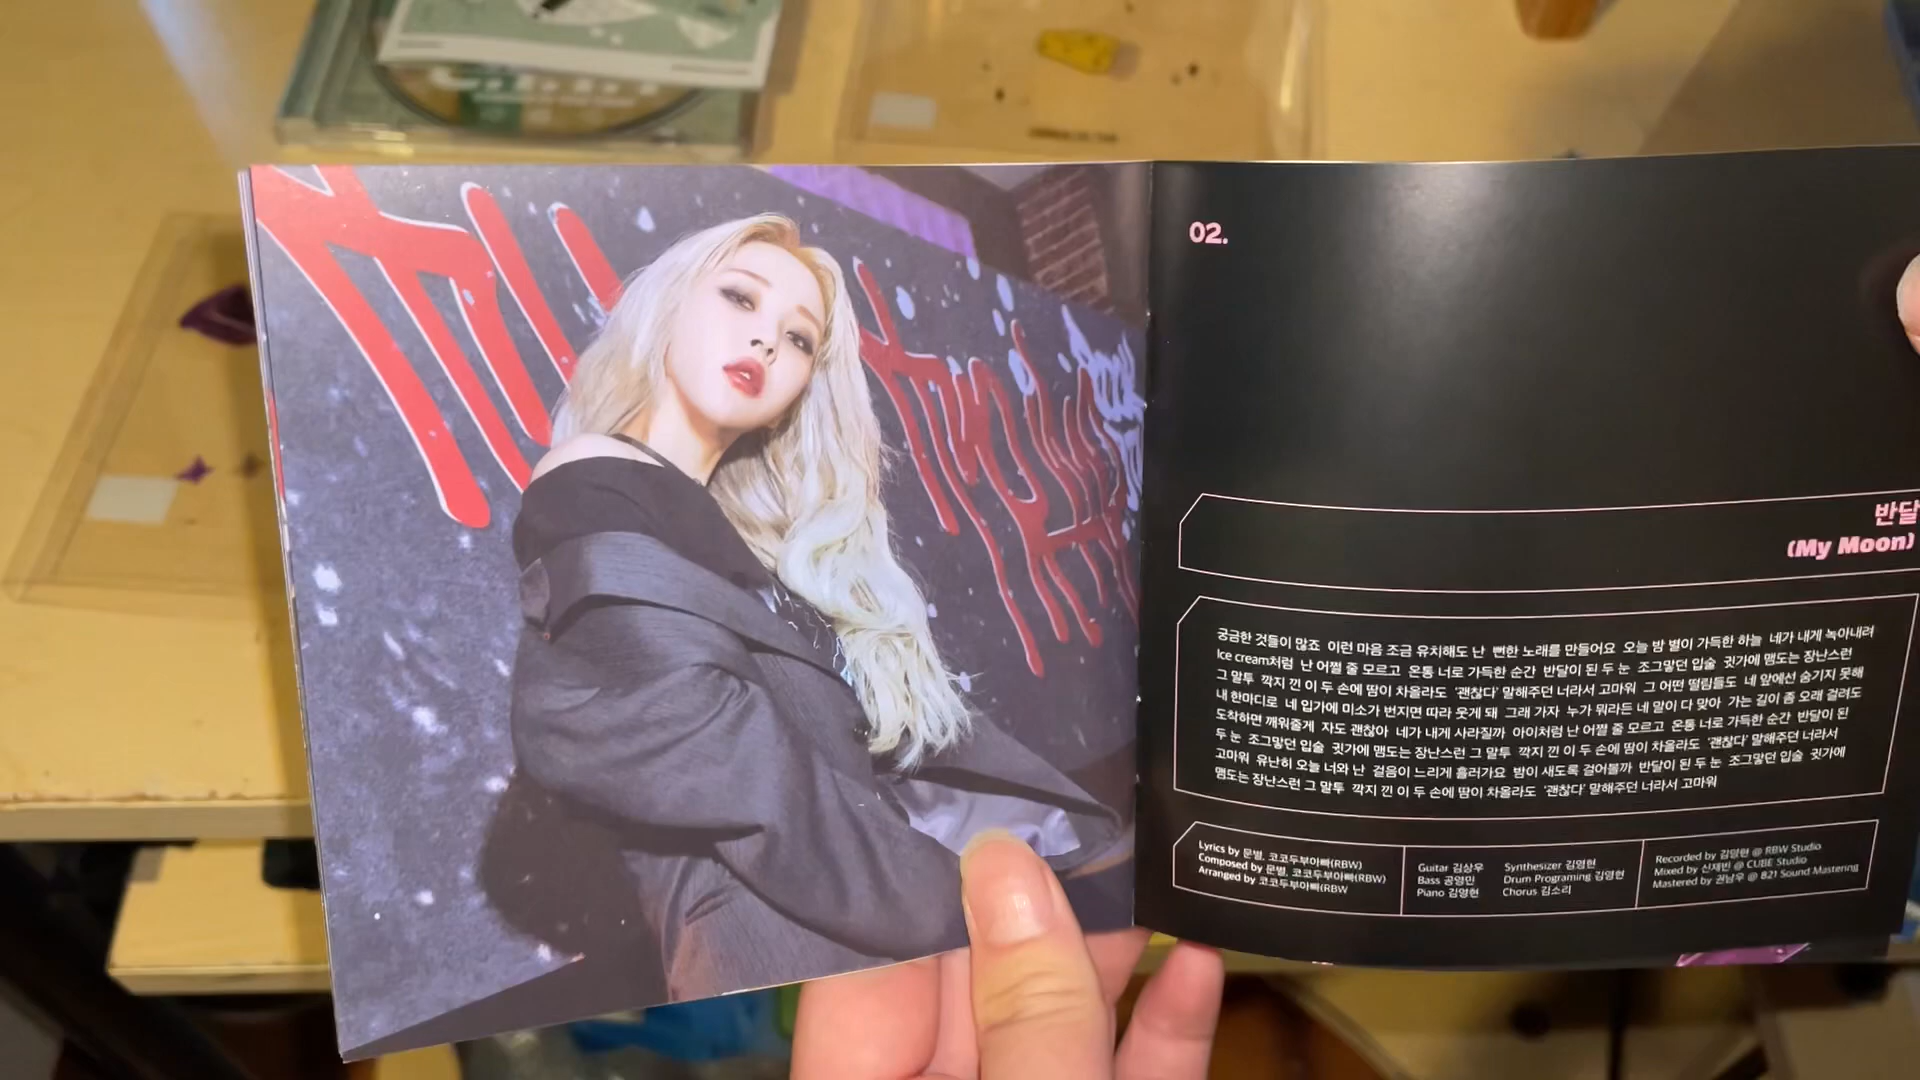 02.
반달
(My Moon)
궁금한 것들이 많죠 이런 마음 조금 유치해도 난 뻔한 노래를 만들어요 오늘 밤 별이 가득한 하늘 네가 내게 녹아내려
Ice cream처럼 난 어쩔 줄 모르고 온통 너로 가득한 순간 반달이 된 두 눈 조그맣던 입술 귓가에 맴도는 장난스런
그 말투 깍지 낀 이 두 손에 땀이 차올라도 '괜찮다' 말해주던 너라서 고마워 그 어떤 떨림들도 네 앞에선 숨기지 못해
내 한마디로 네 입가에 미소가 번지면 따라 웃게 돼 그래 가자 누가 뭐라든 네 말이 다 맞아 가는 길이 좀 오래 걸려도
도착하면 깨워줄게 자도 괜찮아 네가 내게 사라질까 아이처럼 난 어쩔 줄 모르고 온통 너로 가득한 순간 반달이 된
두 눈 조그맣던 입술 귓가에 맴도는 장난스런 그 말투 깍지 낀 이 두 손에 땀이 차올라도 '괜찮다' 말해주던 너라서
고마워 유난히 오늘 너와 난 걸음이 느리게 흘러가요 밤이 새도록 걸어볼까 반달이 된 두 눈 조그맣던 입술 귓가에
맴도는 장난스런 그 말투 깍지 낀 이 두 손에 땀이 차올라도 '괜찮다' 말해주던 너라서 고마워
Lyrics by 문별, 코코두부아빠(RBW)
Composed by 문별, 코코두부아빠(RBW)
Arranged by 코코두부아빠(RBW
Guitar 김상우
Bass 공영민
Piano 김영현
Synthesizer 김영현
Drum Programing 김영현
Chorus 김소리
Recorded by 김영현 @ RBW Studio
Mixed by 신재빈 @ CUBE Studio
Mastered by 권남우 @ 821 Sound Mastering